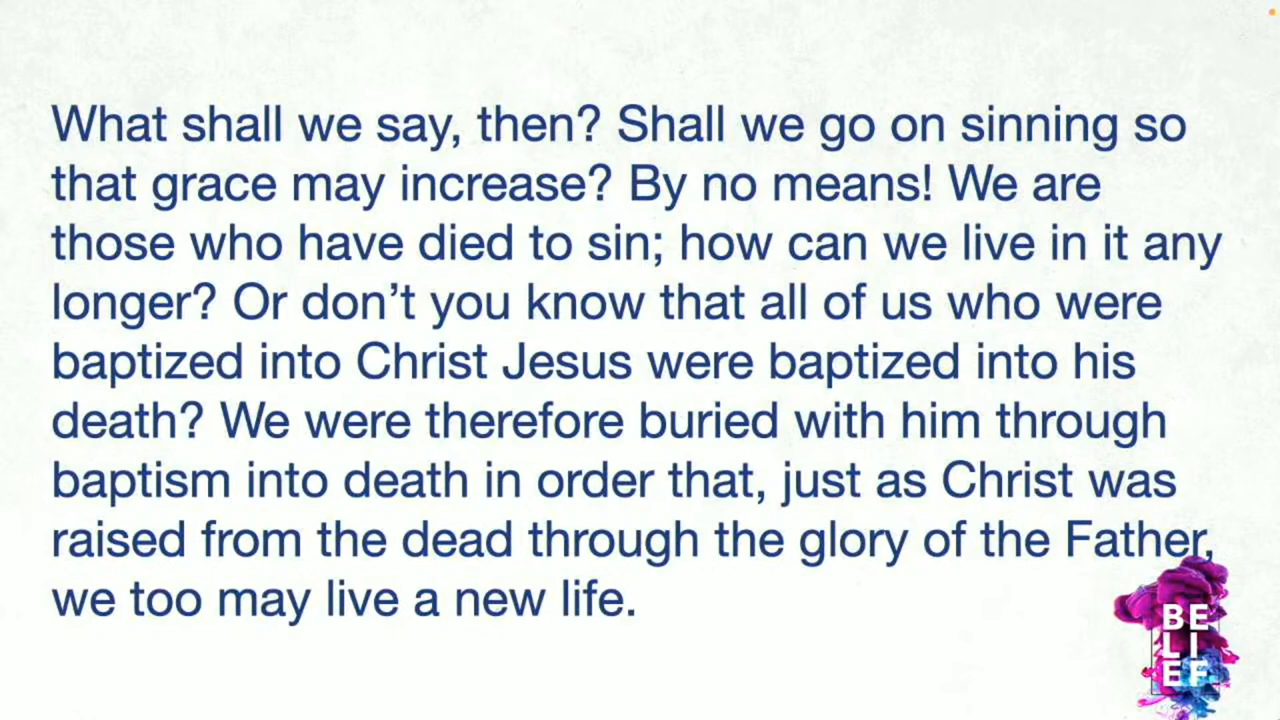 What shall we say, then? Shall we go on sinning so
that grace may increase? By no means! We are
those who have died to sin; how can we live in it any
longer? Or don’t you know that all of us who were
baptized into Christ Jesus were baptized into his
death? We were therefore buried with him through
baptism into death in order that, just as Christ was
raised from the dead through the glory of the Father,
we too may live a new life.
BE
LI
EF